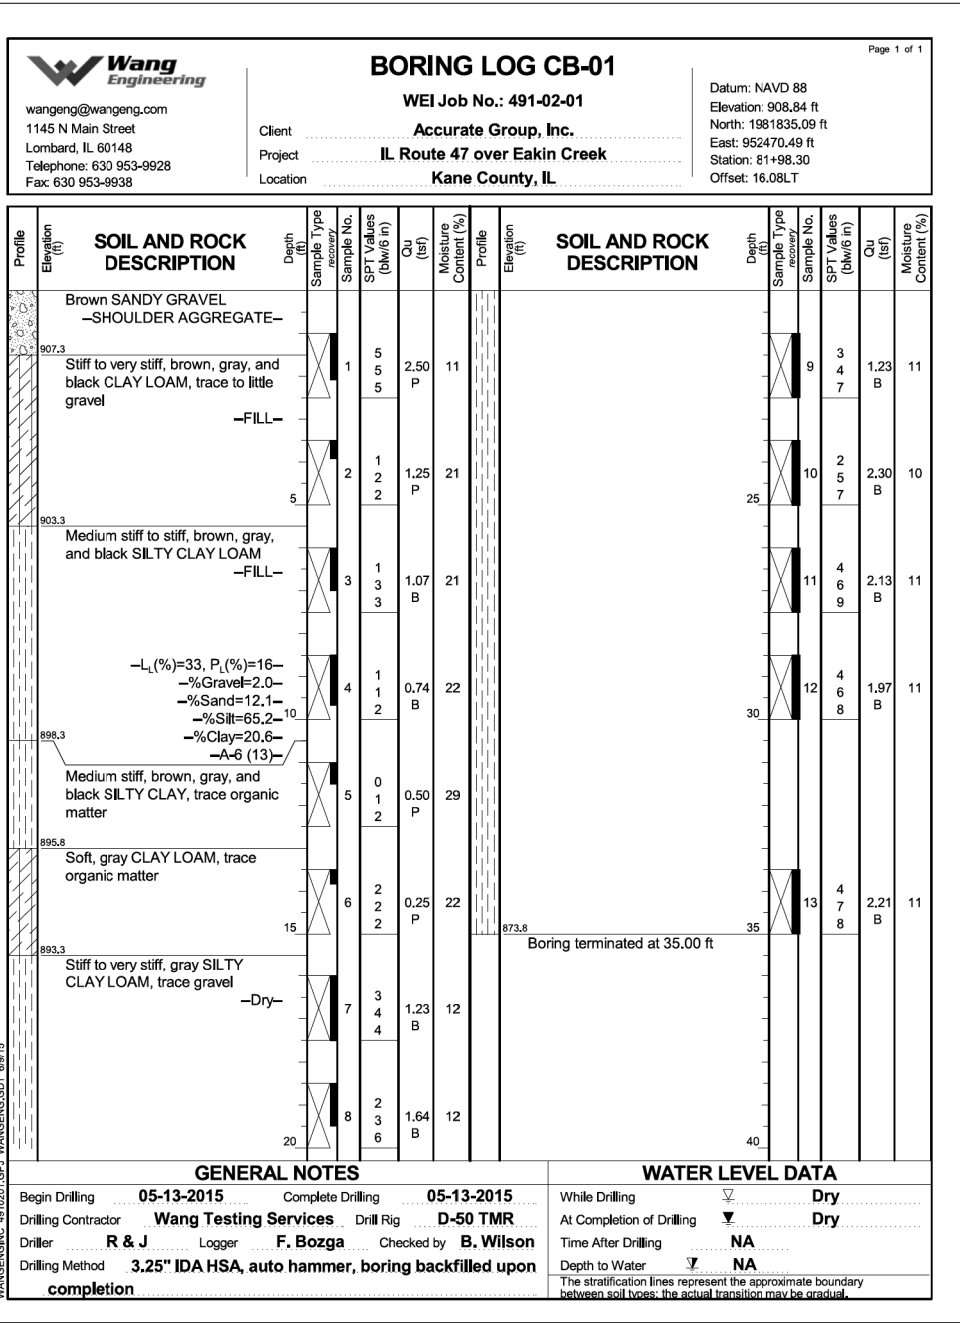 Page 1 of 1
Wang
Engineering
wangeng@wangeng.com
1145 N Main Street
Lombard, IL 60148
Telephone: 630 953-9928
Fax: 630 953-9938
BORING LOG CB-01
WEI Job No.: 491-02-01
Client Accurate Group, Inc.
Project IL Route 47 over Eakin Creek
Location Kane County, IL
Datum: NAVD 88
Elevation: 908.84 ft
North: 1981835.09 ft
East: 952470.49 ft
Station: 81+98.30
Offset: 16.08LT
Profile
Elevation (ft)
SOIL AND ROCK
DESCRIPTION
Depth (ft)
Sample Type
recovery
Sample No.
SPT Values (blw/6 in)
Qu (tsf)
Moisture Content (%)
Profile
Elevation (ft)
SOIL AND ROCK
DESCRIPTION
Depth (ft)
Sample Type
recovery
Sample No.
SPT Values (blw/6 in)
Qu (tsf)
Moisture Content (%)
Brown SANDY GRAVEL
--SHOULDER AGGREGATE--
907.3
Stiff to very stiff, brown, gray, and
black CLAY LOAM, trace to little
gravel
--FILL--
1 5 5 5 2.50 P 11
2 1 2 2 1.25 P 21
5
903.3
Medium stiff to stiff, brown, gray,
and black SILTY CLAY LOAM
--FILL--
3 1 3 3 1.07 B 21
--LL(%)=33, PL(%)=16--
--%Gravel=2.0--
--%Sand=12.1--
--%Silt=65.2--
10
--%Clay=20.6--
--A-6 (13)--
4 1 1 2 0.74 B 22
898.3
Medium stiff, brown, gray, and
black SILTY CLAY, trace organic
matter
5 0 1 2 0.50 P 29
895.8
Soft, gray CLAY LOAM, trace
organic matter
6 2 2 2 0.25 P 22
15
893.3
Stiff to very stiff, gray SILTY
CLAY LOAM, trace gravel
--Dry--
7 3 4 4 1.23 B 12
8 2 3 6 1.64 B 12
20
9 3 4 7 1.23 B 11
10 2 5 7 2.30 B 10
25
11 4 6 9 2.13 B 11
12 4 6 8 1.97 B 11
30
13 4 7 8 2.21 B 11
35
873.8
Boring terminated at 35.00 ft
40
GENERAL NOTES
Begin Drilling 05-13-2015 Complete Drilling 05-13-2015
Drilling Contractor Wang Testing Services Drill Rig D-50 TMR
Driller R & J Logger F. Bozga Checked by B. Wilson
Drilling Method 3.25" IDA HSA, auto hammer, boring backfilled upon
completion
WATER LEVEL DATA
While Drilling Dry
At Completion of Drilling Dry
Time After Drilling NA
Depth to Water NA
The stratification lines represent the approximate boundary
between soil types; the actual transition may be gradual.
WANGENGINC 4910201.GPJ WANGENG.GDT 6/9/15